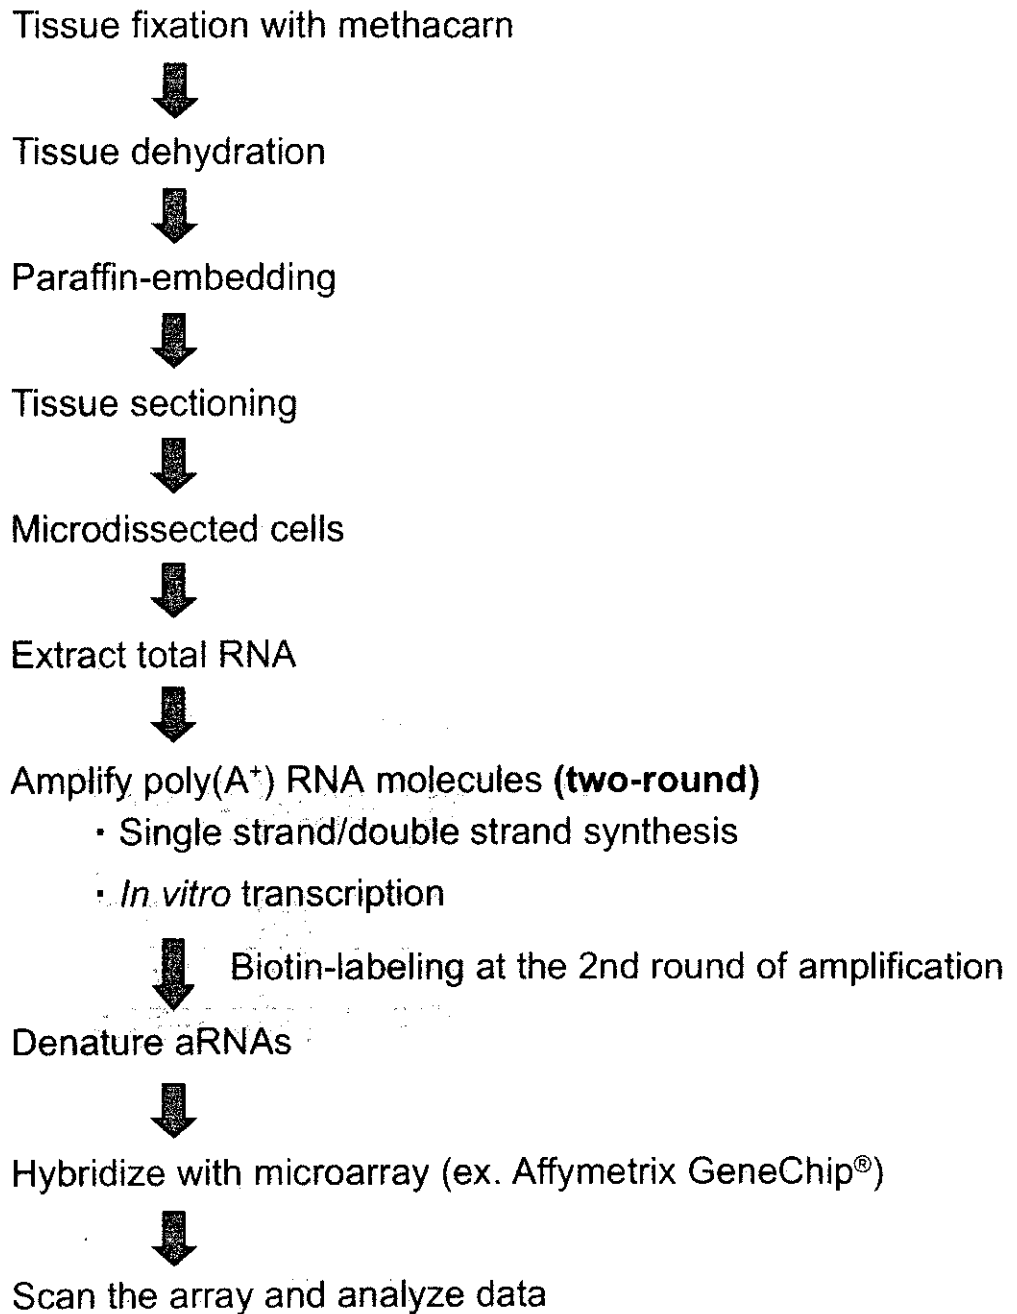 Tissue fixation with methacarn
Tissue dehydration
Paraffin-embedding
Tissue sectioning
Microdissected cells
Extract total RNA
Amplify poly(A⁺) RNA molecules (two-round)
・Single strand/double strand synthesis
・In vitro transcription
Biotin-labeling at the 2nd round of amplification
Denature aRNAs
Hybridize with microarray (ex. Affymetrix GeneChip®)
Scan the array and analyze data